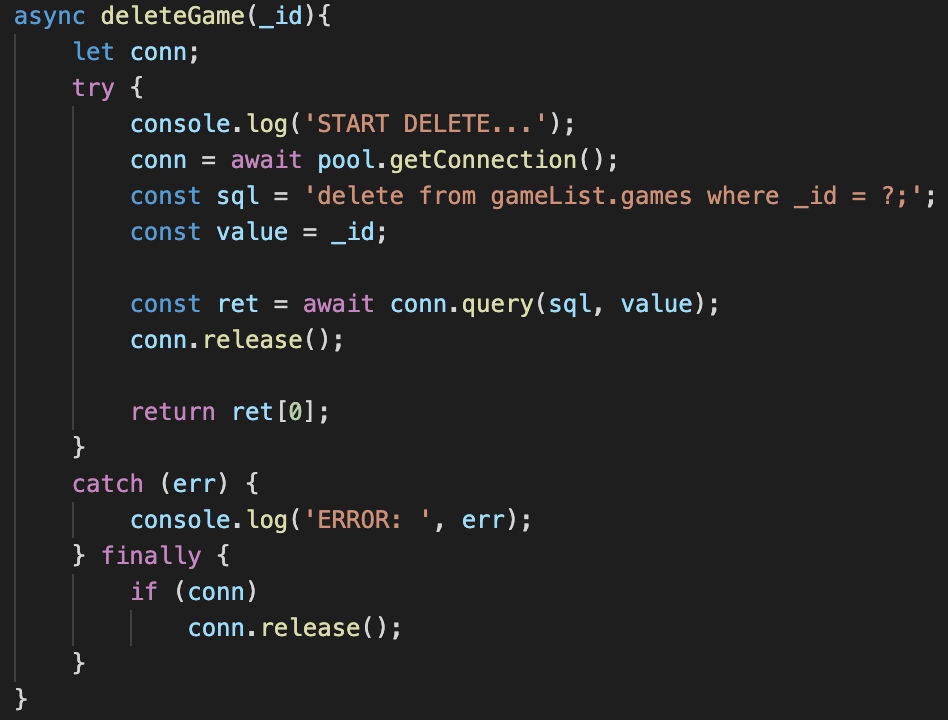 async deleteGame(_id){
    let conn;
    try {
        console.log('START DELETE...');
        conn = await pool.getConnection();
        const sql = 'delete from gameList.games where _id = ?;';
        const value = _id;

        const ret = await conn.query(sql, value);
        conn.release();

        return ret[0];
    }
    catch (err) {
        console.log('ERROR: ', err);
    } finally {
        if (conn)
            conn.release();
    }
}